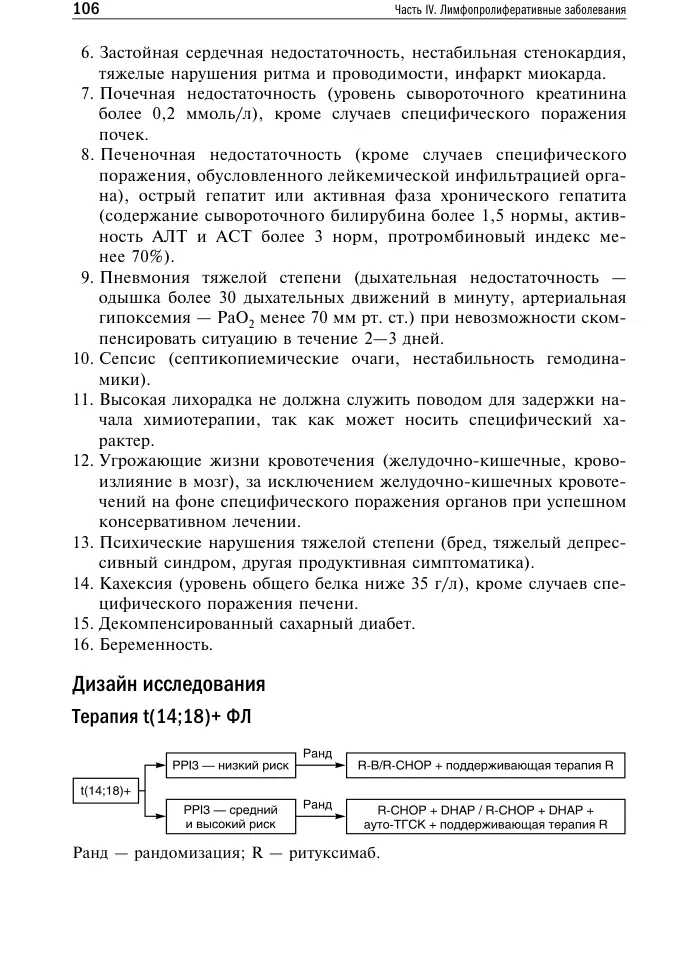 106
Часть IV. Лимфопролиферативные заболевания
6. Застойная сердечная недостаточность, нестабильная стенокардия,
тяжелые нарушения ритма и проводимости, инфаркт миокарда.
7. Почечная недостаточность (уровень сывороточного креатинина
более 0,2 ммоль/л), кроме случаев специфического поражения
почек.
8. Печеночная недостаточность (кроме случаев специфического
поражения, обусловленного лейкемической инфильтрацией орга-
на), острый гепатит или активная фаза хронического гепатита
(содержание сывороточного билирубина более 1,5 нормы, актив-
ность АЛТ и АСТ более 3 норм, протромбиновый индекс ме-
нее 70%).
9. Пневмония тяжелой степени (дыхательная недостаточность —
одышка более 30 дыхательных движений в минуту, артериальная
гипоксемия — PaO2 менее 70 мм рт. ст.) при невозможности ском-
пенсировать ситуацию в течение 2—3 дней.
10. Сепсис (септикопиемические очаги, нестабильность гемодина-
мики).
11. Высокая лихорадка не должна служить поводом для задержки на-
чала химиотерапии, так как может носить специфический ха-
рактер.
12. Угрожающие жизни кровотечения (желудочно-кишечные, крово-
излияние в мозг), за исключением желудочно-кишечных кровоте-
чений на фоне специфического поражения органов при успешном
консервативном лечении.
13. Психические нарушения тяжелой степени (бред, тяжелый депрес-
сивный синдром, другая продуктивная симптоматика).
14. Кахексия (уровень общего белка ниже 35 г/л), кроме случаев спе-
цифического поражения печени.
15. Декомпенсированный сахарный диабет.
16. Беременность.
Дизайн исследования
Терапия t(14;18)+ ФЛ
t(14;18)+
PPI3 — низкий риск
Ранд
R-B/R-CHOP + поддерживающая терапия R
PPI3 — средний
и высокий риск
Ранд
R-CHOP + DHAP / R-CHOP + DHAP +
ауто-ТГСК + поддерживающая терапия R
Ранд — рандомизация; R — ритуксимаб.